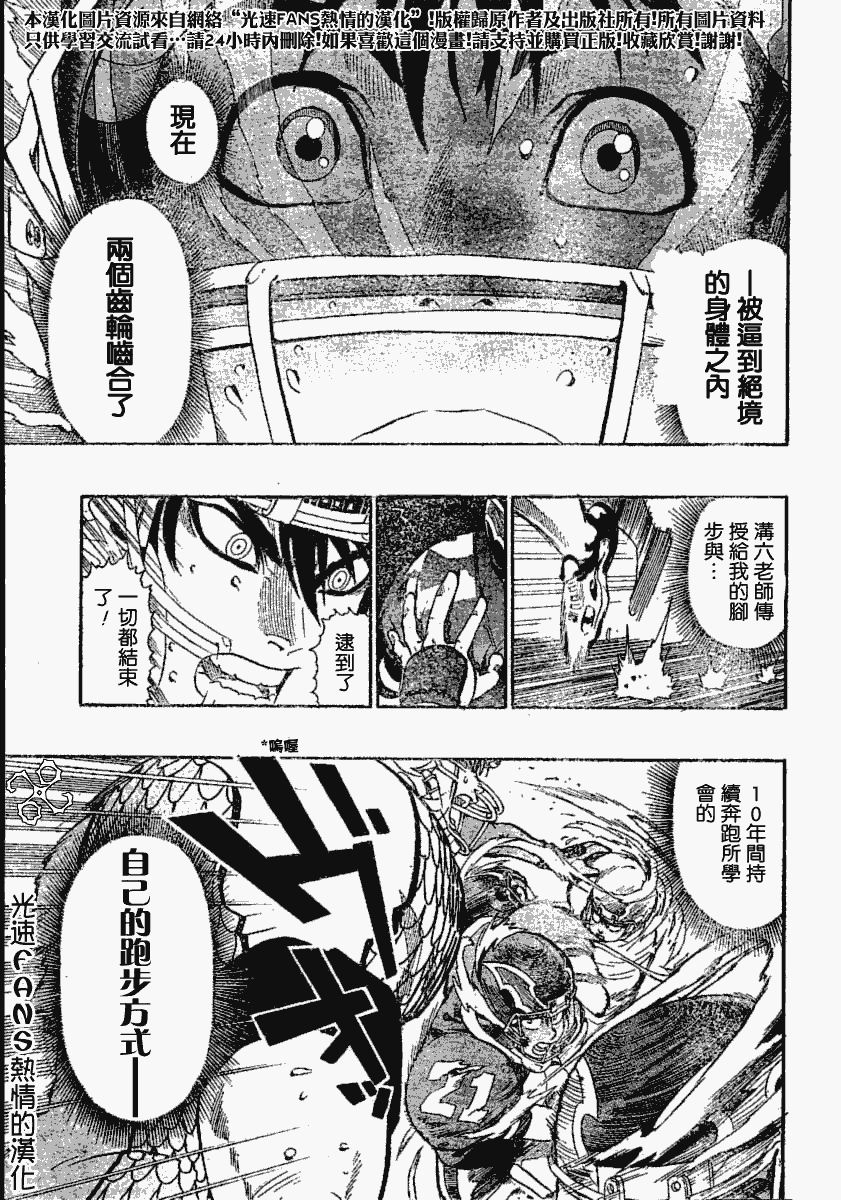 本漢化圖片資源來自網絡“光速FANS熱情的漢化”!版權歸原作者及出版社所有!所有圖片資料
只供學習交流試看…請24小時內刪除!如果喜歡這個漫畫!請支持並購買正版!收藏欣賞!謝謝!
—被逼到絕境
的身體之內
現在
兩個齒輪嚙合了
溝六老師傳
授給我的腳
步與…
逮到了
一切都結束
了!
*嗚喔
10年間持
續奔跑所學
會的
自己的跑步方式——
21
光速FANS熱情的漢化